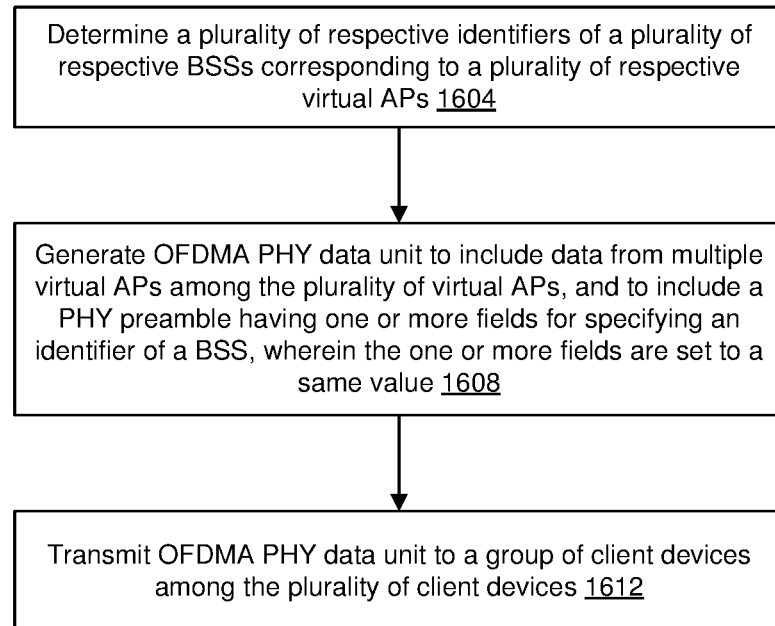 Determine a plurality of respective identifiers of a plurality of
respective BSSs corresponding to a plurality of respective
virtual APs 1604
Generate OFDMA PHY data unit to include data from multiple
virtual APs among the plurality of virtual APs, and to include a
PHY preamble having one or more fields for specifying an
identifier of a BSS, wherein the one or more fields are set to a
same value 1608
Transmit OFDMA PHY data unit to a group of client devices
among the plurality of client devices 1612